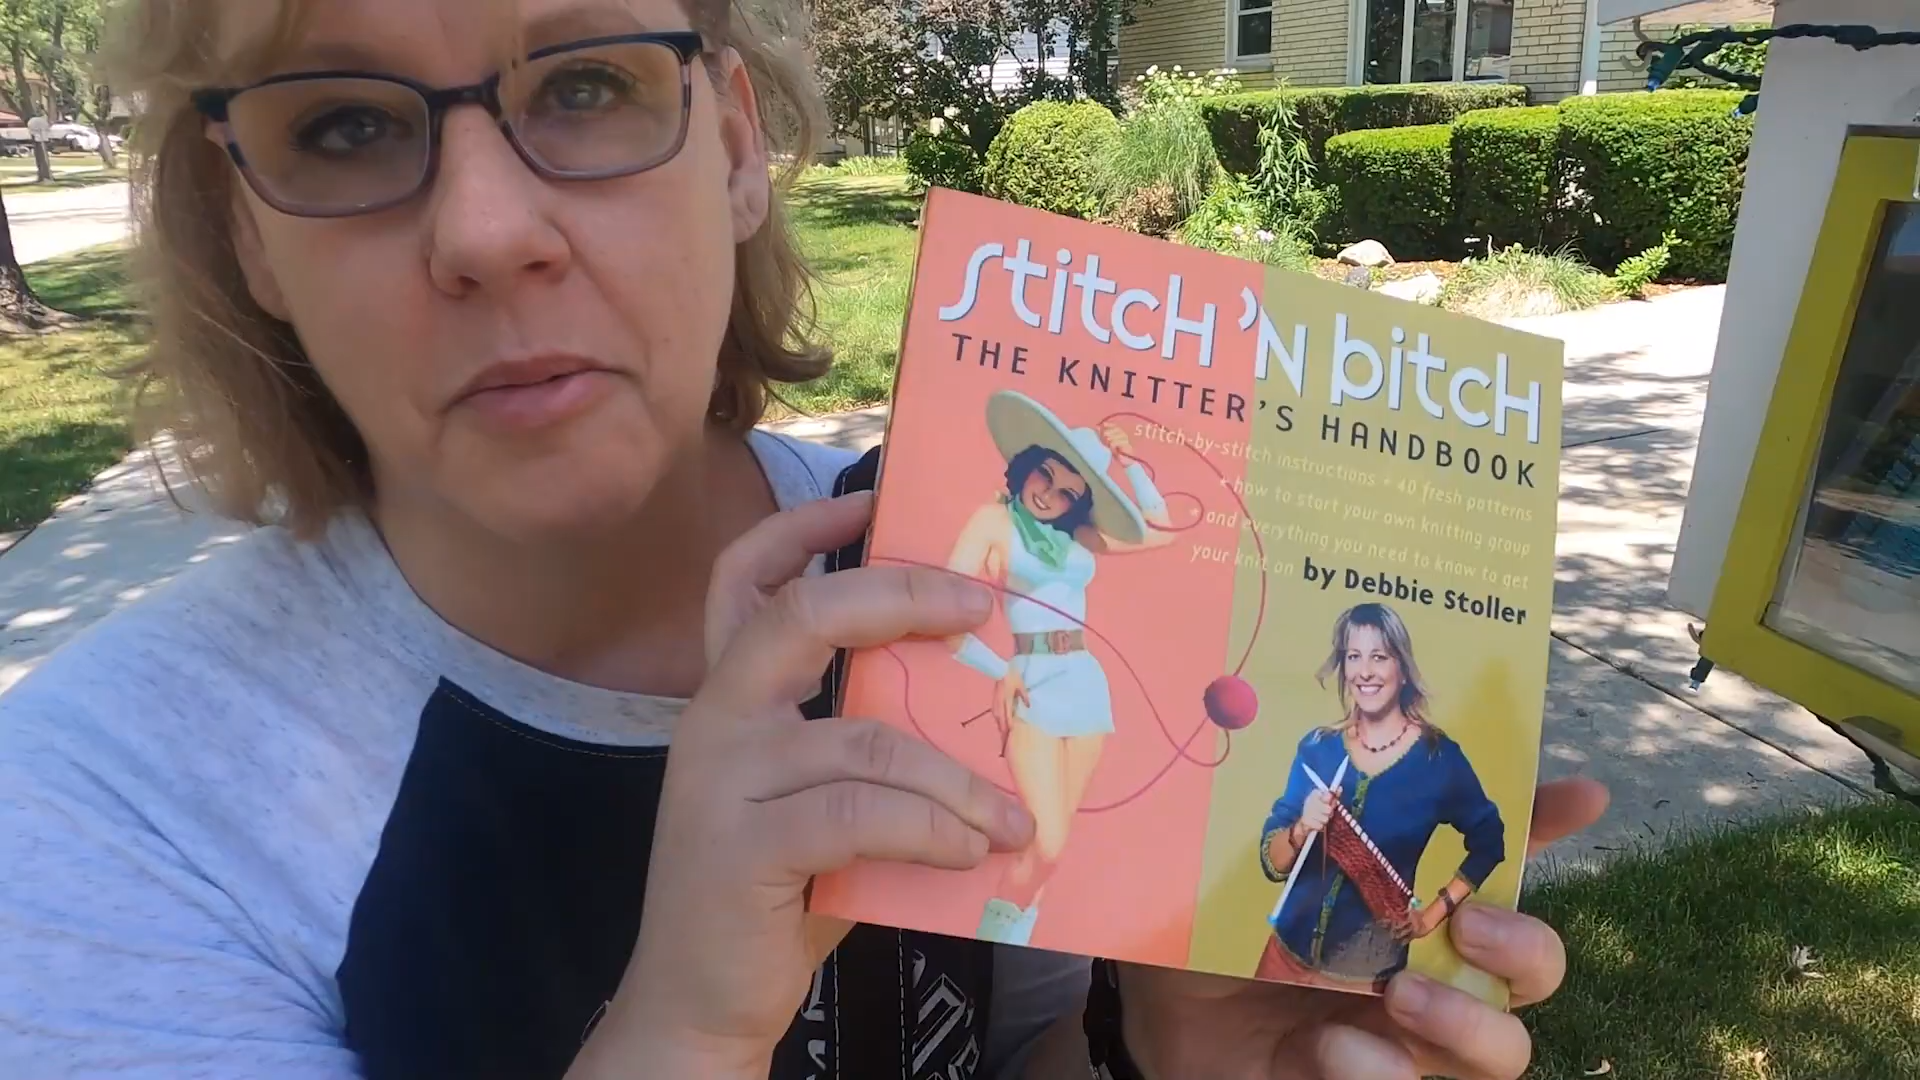 stitch 'n bitch
THE KNITTER'S HANDBOOK
stitch-by-stitch instructions * 40 fresh patterns
* how to start your own knitting group
* and everything you need to know to get
your knit on
by Debbie Stoller